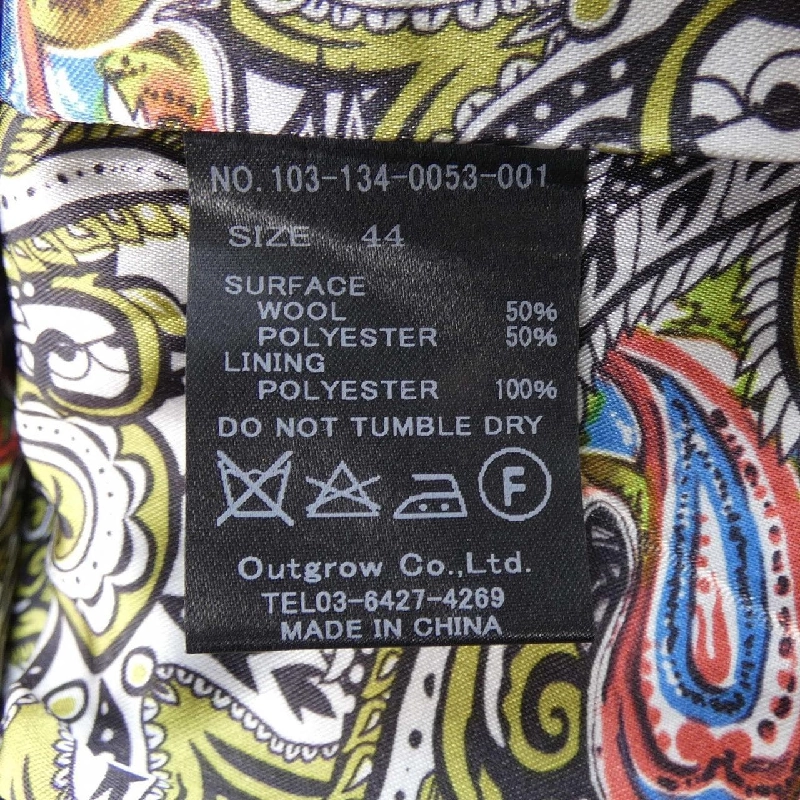 NO. 103-134-0053-001
SIZE 44
SURFACE
WOOL 50%
POLYESTER 50%
LINING
POLYESTER 100%
DO NOT TUMBLE DRY
F
Outgrow Co.,Ltd.
TEL03-6427-4269
MADE IN CHINA